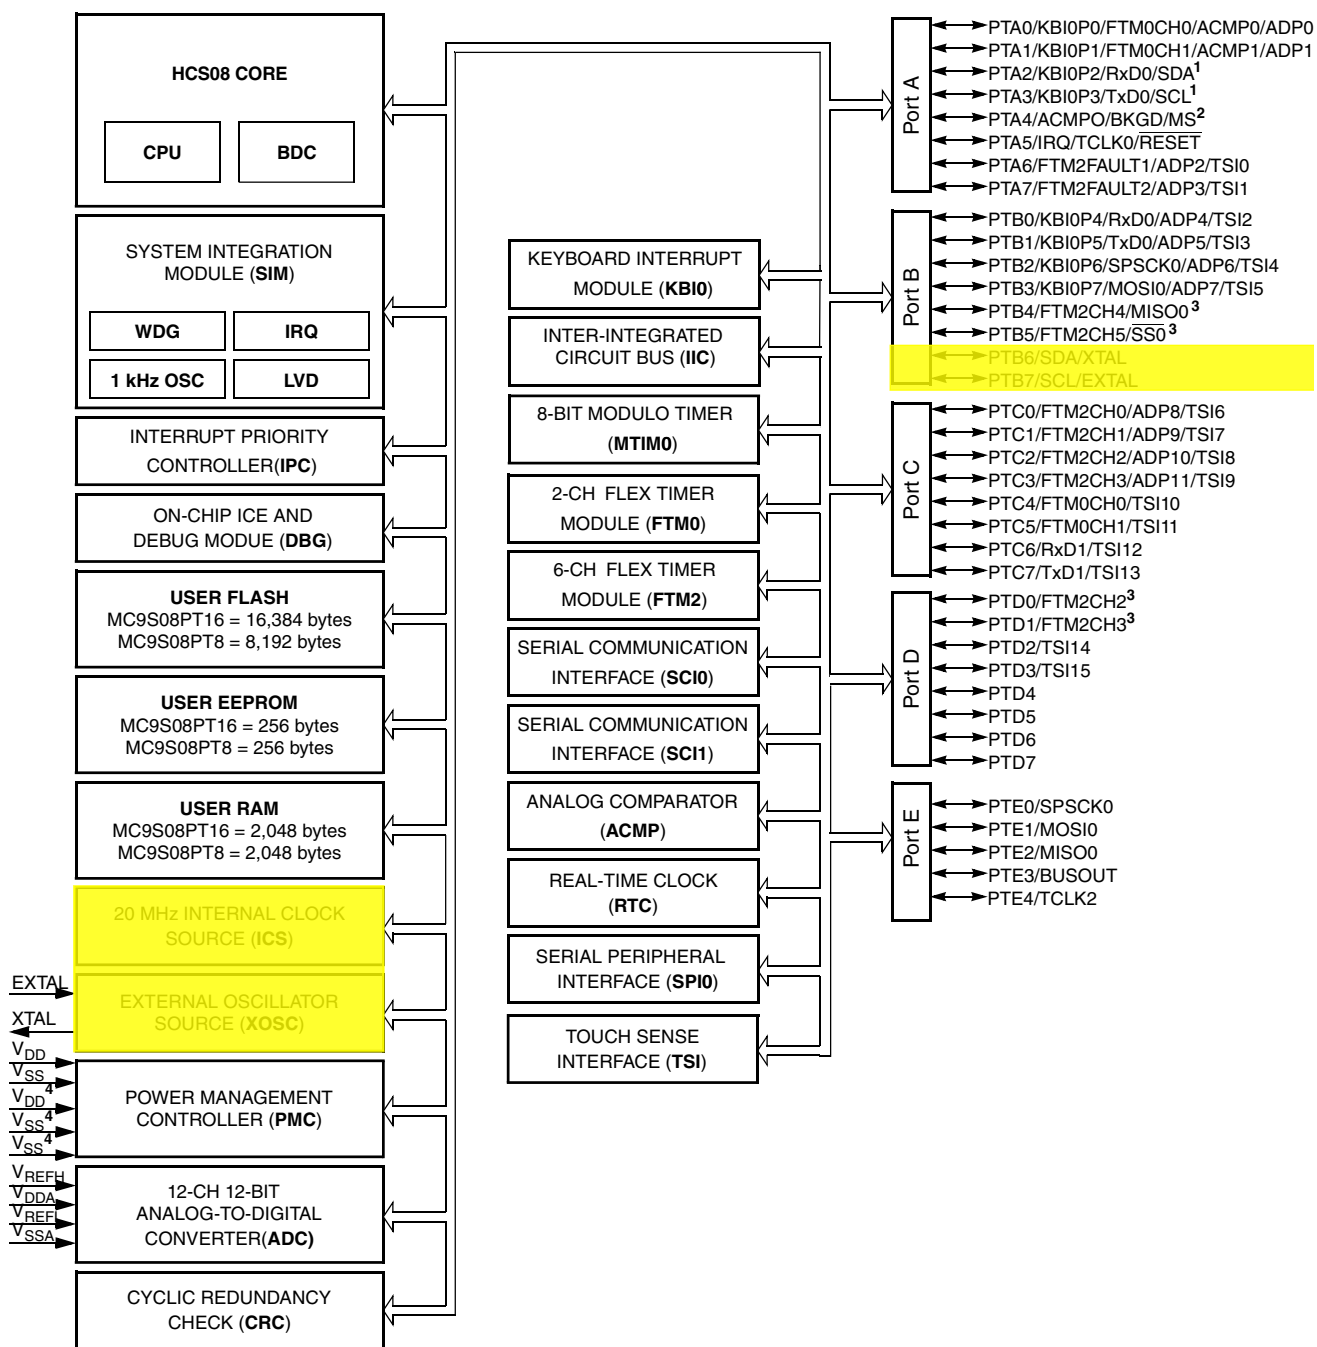 HCS08 CORE
CPU
BDC
SYSTEM INTEGRATION
MODULE (SIM)
WDG
IRQ
1 kHz OSC
LVD
INTERRUPT PRIORITY
CONTROLLER(IPC)
ON-CHIP ICE AND
DEBUG MODUE (DBG)
USER FLASH
MC9S08PT16 = 16,384 bytes
MC9S08PT8 = 8,192 bytes
USER EEPROM
MC9S08PT16 = 256 bytes
MC9S08PT8 = 256 bytes
USER RAM
MC9S08PT16 = 2,048 bytes
MC9S08PT8 = 2,048 bytes
20 MHz INTERNAL CLOCK
SOURCE (ICS)
EXTERNAL OSCILLATOR
SOURCE (XOSC)
EXTAL
XTAL
VDD
VSS
VDD4
VSS4
VSS4
POWER MANAGEMENT
CONTROLLER (PMC)
VREFH
VDDA
VREFL
VSSA
12-CH 12-BIT
ANALOG-TO-DIGITAL
CONVERTER(ADC)
CYCLIC REDUNDANCY
CHECK (CRC)
KEYBOARD INTERRUPT
MODULE (KBI0)
INTER-INTEGRATED
CIRCUIT BUS (IIC)
8-BIT MODULO TIMER
(MTIM0)
2-CH FLEX TIMER
MODULE (FTM0)
6-CH FLEX TIMER
MODULE (FTM2)
SERIAL COMMUNICATION
INTERFACE (SCI0)
SERIAL COMMUNICATION
INTERFACE (SCI1)
ANALOG COMPARATOR
(ACMP)
REAL-TIME CLOCK
(RTC)
SERIAL PERIPHERAL
INTERFACE (SPI0)
TOUCH SENSE
INTERFACE (TSI)
Port A
PTA0/KBI0P0/FTM0CH0/ACMP0/ADP0
PTA1/KBI0P1/FTM0CH1/ACMP1/ADP1
PTA2/KBI0P2/RxD0/SDA1
PTA3/KBI0P3/TxD0/SCL1
PTA4/ACMPO/BKGD/MS2
PTA5/IRQ/TCLK0/RESET
PTA6/FTM2FAULT1/ADP2/TSI0
PTA7/FTM2FAULT2/ADP3/TSI1
Port B
PTB0/KBI0P4/RxD0/ADP4/TSI2
PTB1/KBI0P5/TxD0/ADP5/TSI3
PTB2/KBI0P6/SPSCK0/ADP6/TSI4
PTB3/KBI0P7/MOSI0/ADP7/TSI5
PTB4/FTM2CH4/MISO0 3
PTB5/FTM2CH5/SS0 3
PTB6/SDA/XTAL
PTB7/SCL/EXTAL
Port C
PTC0/FTM2CH0/ADP8/TSI6
PTC1/FTM2CH1/ADP9/TSI7
PTC2/FTM2CH2/ADP10/TSI8
PTC3/FTM2CH3/ADP11/TSI9
PTC4/FTM0CH0/TSI10
PTC5/FTM0CH1/TSI11
PTC6/RxD1/TSI12
PTC7/TxD1/TSI13
Port D
PTD0/FTM2CH23
PTD1/FTM2CH33
PTD2/TSI14
PTD3/TSI15
PTD4
PTD5
PTD6
PTD7
Port E
PTE0/SPSCK0
PTE1/MOSI0
PTE2/MISO0
PTE3/BUSOUT
PTE4/TCLK2